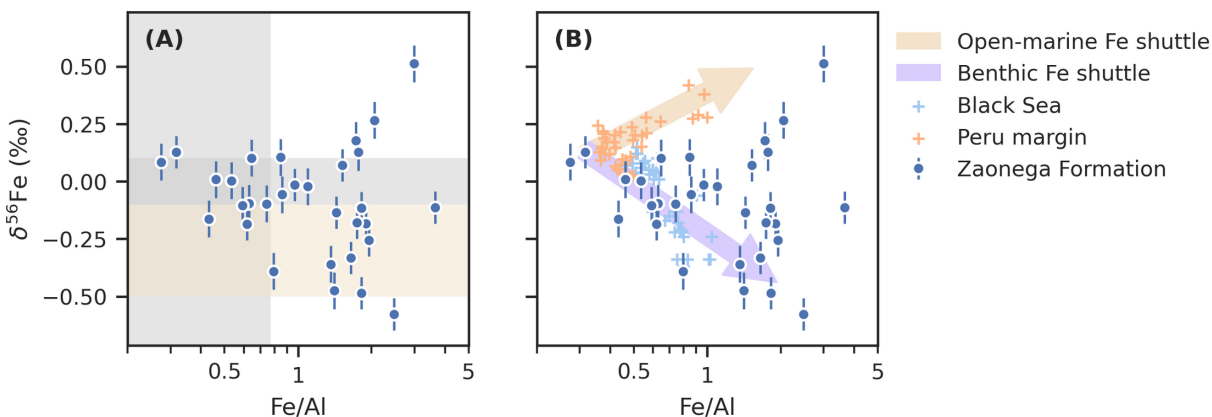 (A)
(B)
δ⁵⁶Fe (‰)
0.50
0.25
0.00
−0.25
−0.50
0.5
1
5
Fe/Al
0.5
1
5
Fe/Al
Open-marine Fe shuttle
Benthic Fe shuttle
Black Sea
Peru margin
Zaonega Formation